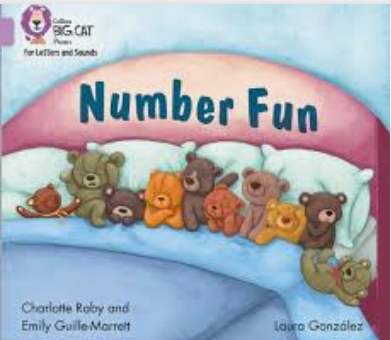 Collins
BIG CAT
Phonics
for Letters and Sounds
Number Fun
Charlotte Raby and
Emily Guille-Marrett
Laura González